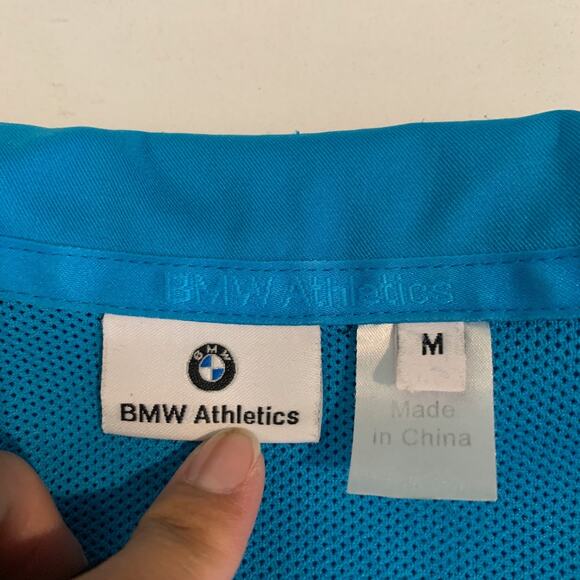 BMW Athletics
BMW
BMW Athletics
M
Made
in China